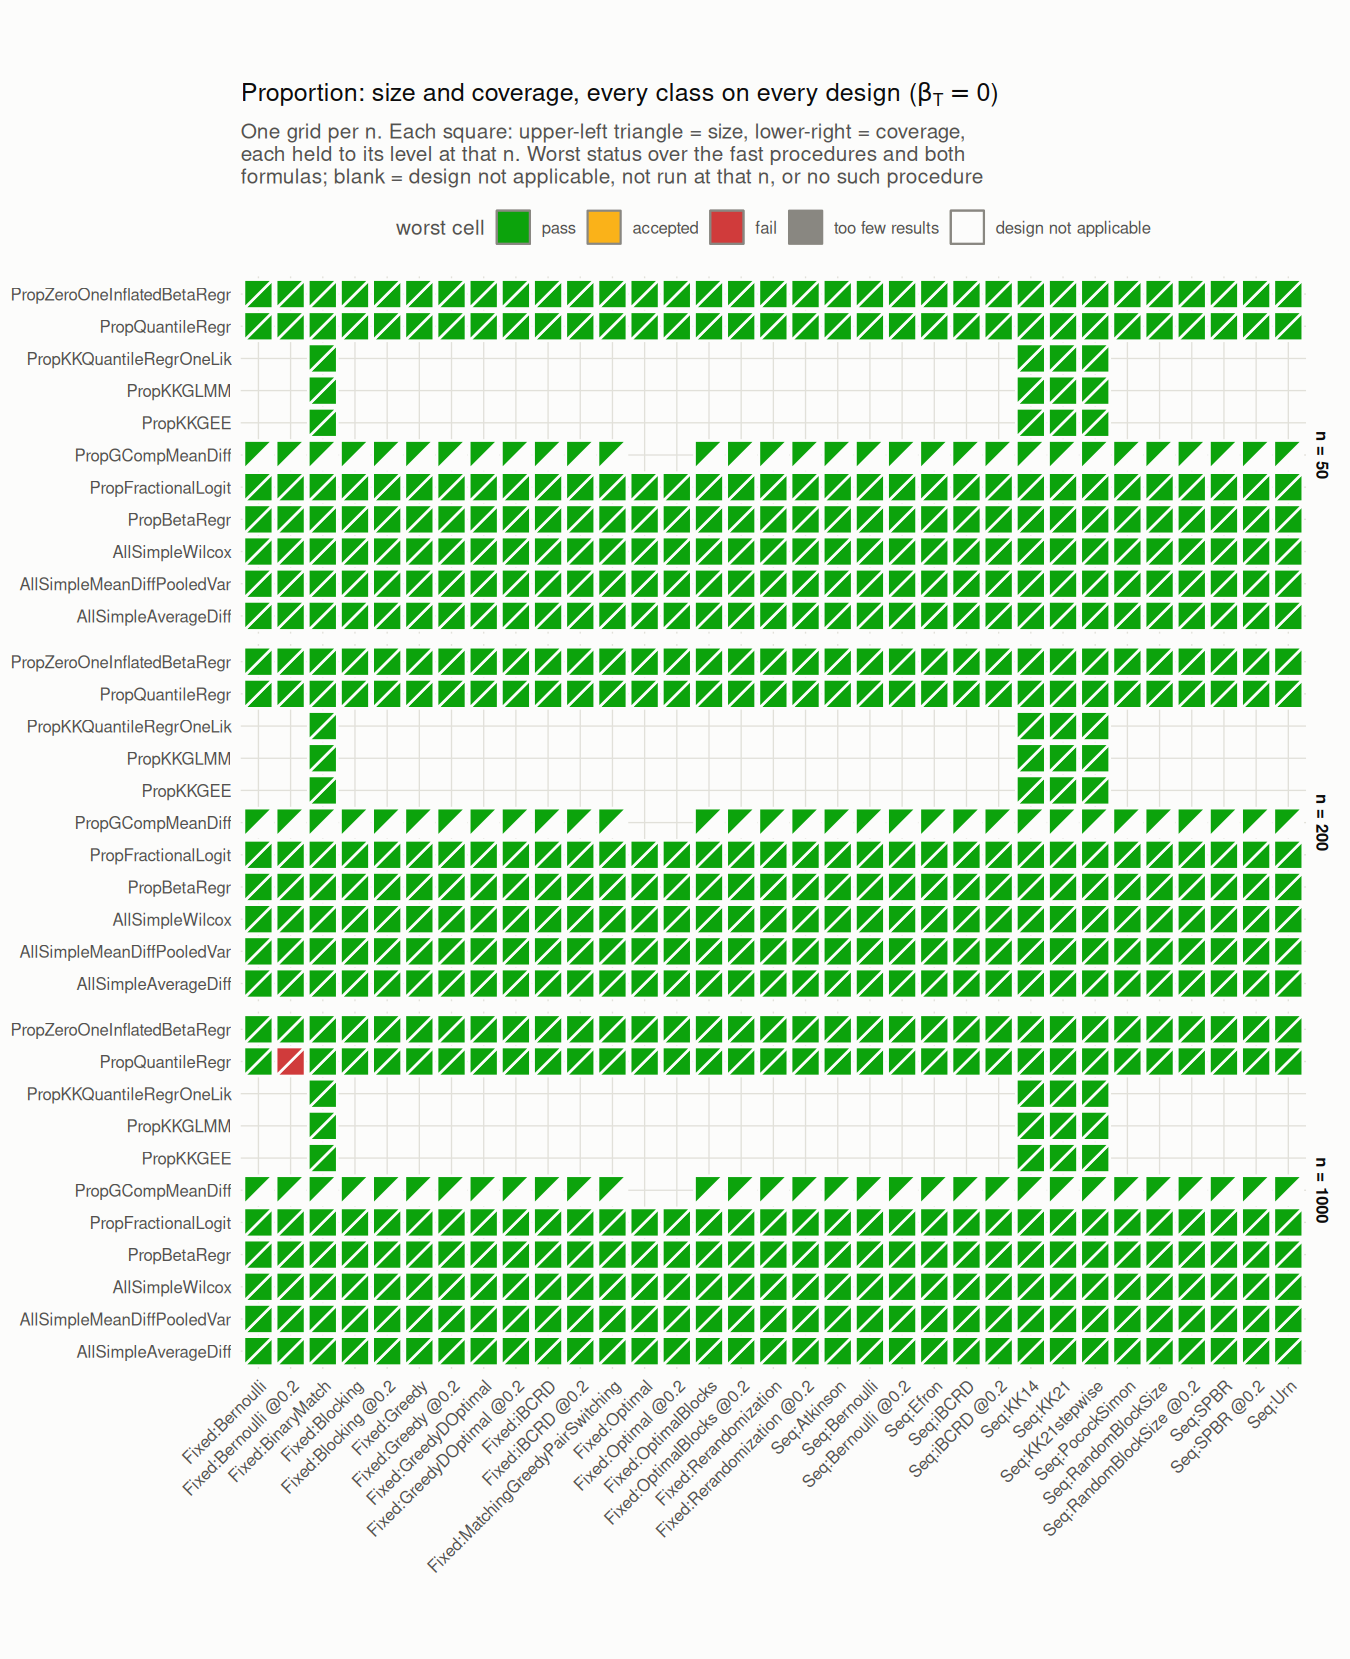 Proportion: size and coverage, every class on every design (βT = 0)
One grid per n. Each square: upper-left triangle = size, lower-right = coverage,
each held to its level at that n. Worst status over the fast procedures and both
formulas; blank = design not applicable, not run at that n, or no such procedure
worst cell pass accepted fail too few results design not applicable
PropZeroOneInflatedBetaRegr
PropQuantileRegr
PropKKQuantileRegrOneLik
PropKKGLMM
PropKKGEE
PropGCompMeanDiff
PropFractionalLogit
PropBetaRegr
AllSimpleWilcox
AllSimpleMeanDiffPooledVar
AllSimpleAverageDiff
n = 50
PropZeroOneInflatedBetaRegr
PropQuantileRegr
PropKKQuantileRegrOneLik
PropKKGLMM
PropKKGEE
PropGCompMeanDiff
PropFractionalLogit
PropBetaRegr
AllSimpleWilcox
AllSimpleMeanDiffPooledVar
AllSimpleAverageDiff
n = 200
PropZeroOneInflatedBetaRegr
PropQuantileRegr
PropKKQuantileRegrOneLik
PropKKGLMM
PropKKGEE
PropGCompMeanDiff
PropFractionalLogit
PropBetaRegr
AllSimpleWilcox
AllSimpleMeanDiffPooledVar
AllSimpleAverageDiff
n = 1000
Fixed:Bernoulli
Fixed:Bernoulli @0.2
Fixed:BinaryMatch
Fixed:Blocking
Fixed:Blocking @0.2
Fixed:Greedy
Fixed:Greedy @0.2
Fixed:GreedyDOptimal
Fixed:GreedyDOptimal @0.2
Fixed:iBCRD
Fixed:iBCRD @0.2
Fixed:MatchingGreedyPairSwitching
Fixed:Optimal
Fixed:Optimal @0.2
Fixed:OptimalBlocks
Fixed:OptimalBlocks @0.2
Fixed:Rerandomization
Fixed:Rerandomization @0.2
Seq:Atkinson
Seq:Bernoulli
Seq:Bernoulli @0.2
Seq:Efron
Seq:iBCRD
Seq:iBCRD @0.2
Seq:KK14
Seq:KK21
Seq:KK21stepwise
Seq:PocockSimon
Seq:RandomBlockSize
Seq:RandomBlockSize @0.2
Seq:SPBR
Seq:SPBR @0.2
Seq:Urn